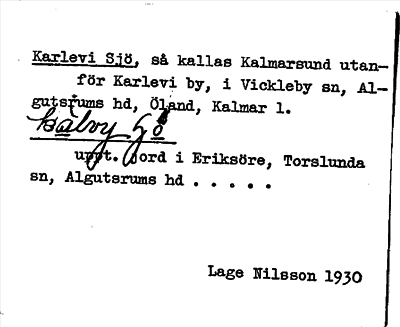 Karlevi Sjö, så kallas Kalmarsund utan-
för Karlevi by, i Vickleby sn, Al-
gutsrums hd, Öland, Kalmar l.
Kälvy Sjö
uppt. jord i Eriksöre, Torslunda
sn, Algutsrums hd . . . . .
Lage Nilsson 1930